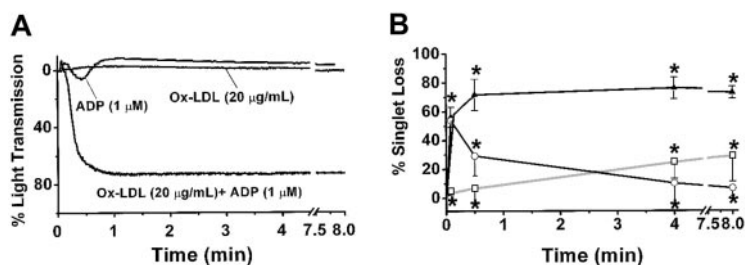 A
% Light Transmission
0
40
80
ADP (1 μM)
Ox-LDL (20 μg/mL)
Ox-LDL (20 μg/mL)+ ADP (1 μM)
0 1 2 3 4 7.5 8.0
Time (min)
B
% Singlet Loss
100
80
60
40
20
0
* * * *
*
* * * *
0 1 2 3 4 7.5 8.0
Time (min)